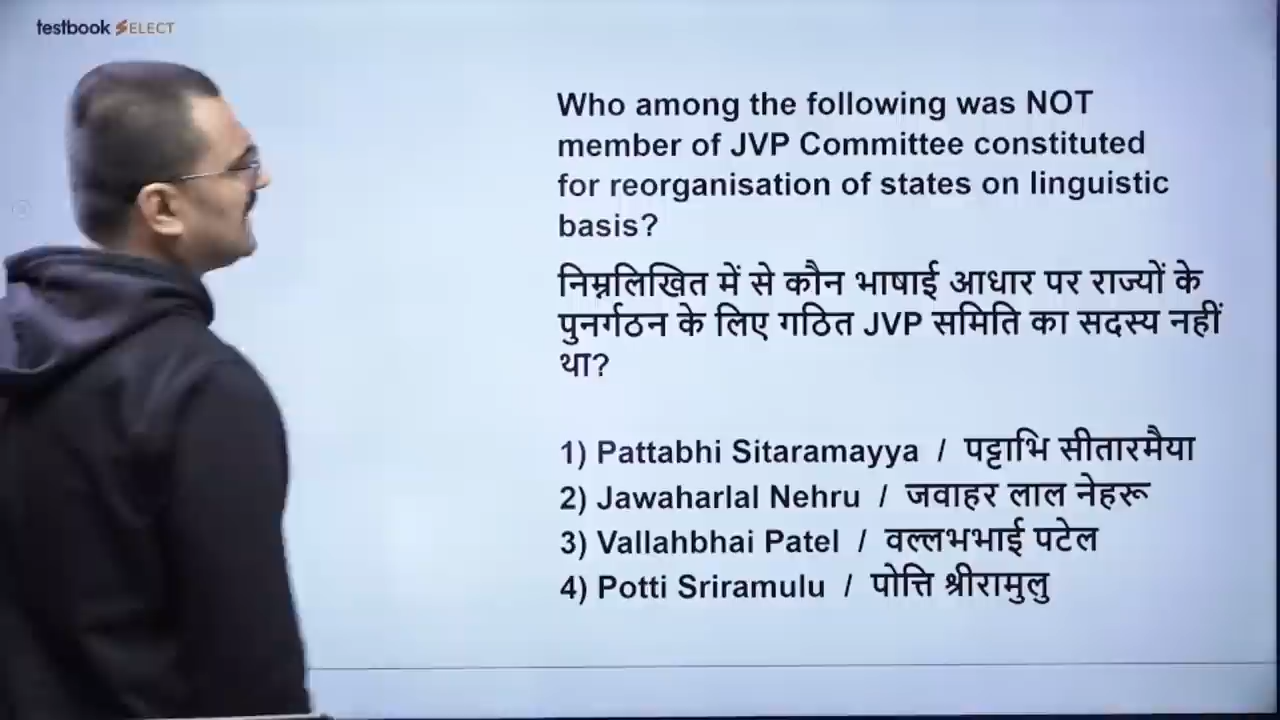 testbook SELECT
Who among the following was NOT
member of JVP Committee constituted
for reorganisation of states on linguistic
basis?
निम्नलिखित में से कौन भाषाई आधार पर राज्यों के
पुनर्गठन के लिए गठित JVP समिति का सदस्य नहीं
था?
1) Pattabhi Sitaramayya / पट्टाभि सीतारमैया
2) Jawaharlal Nehru / जवाहर लाल नेहरू
3) Vallahbhai Patel / वल्लभभाई पटेल
4) Potti Sriramulu / पोत्ति श्रीरामुलु